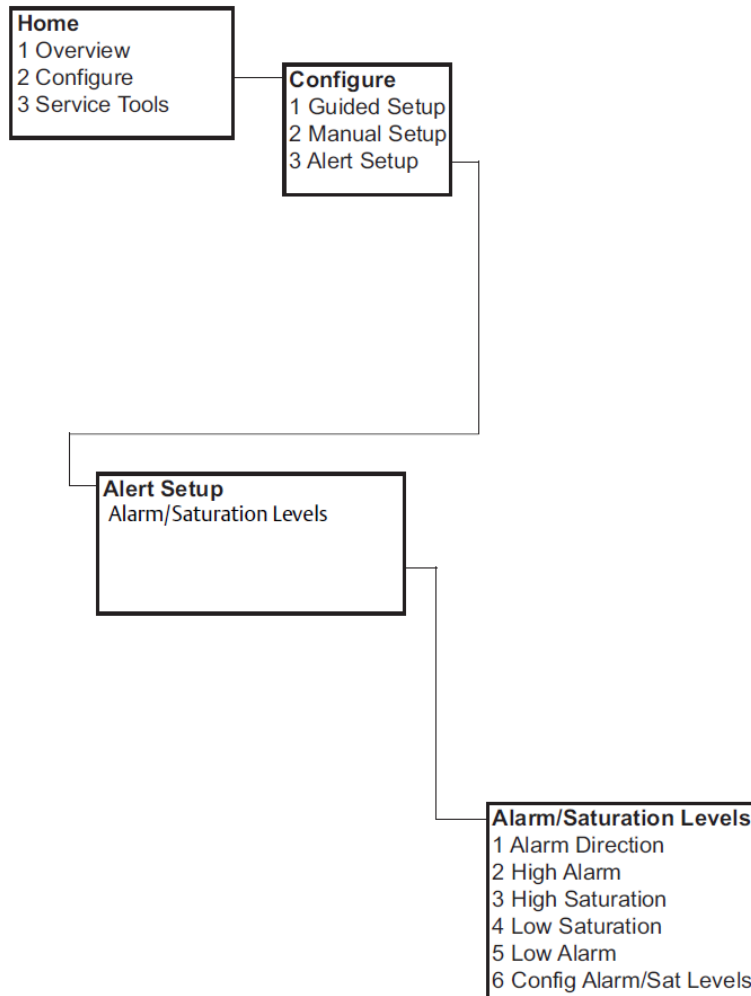 Home
1 Overview
2 Configure
3 Service Tools
Configure
1 Guided Setup
2 Manual Setup
3 Alert Setup
Alert Setup
Alarm/Saturation Levels
Alarm/Saturation Levels
1 Alarm Direction
2 High Alarm
3 High Saturation
4 Low Saturation
5 Low Alarm
6 Config Alarm/Sat Levels